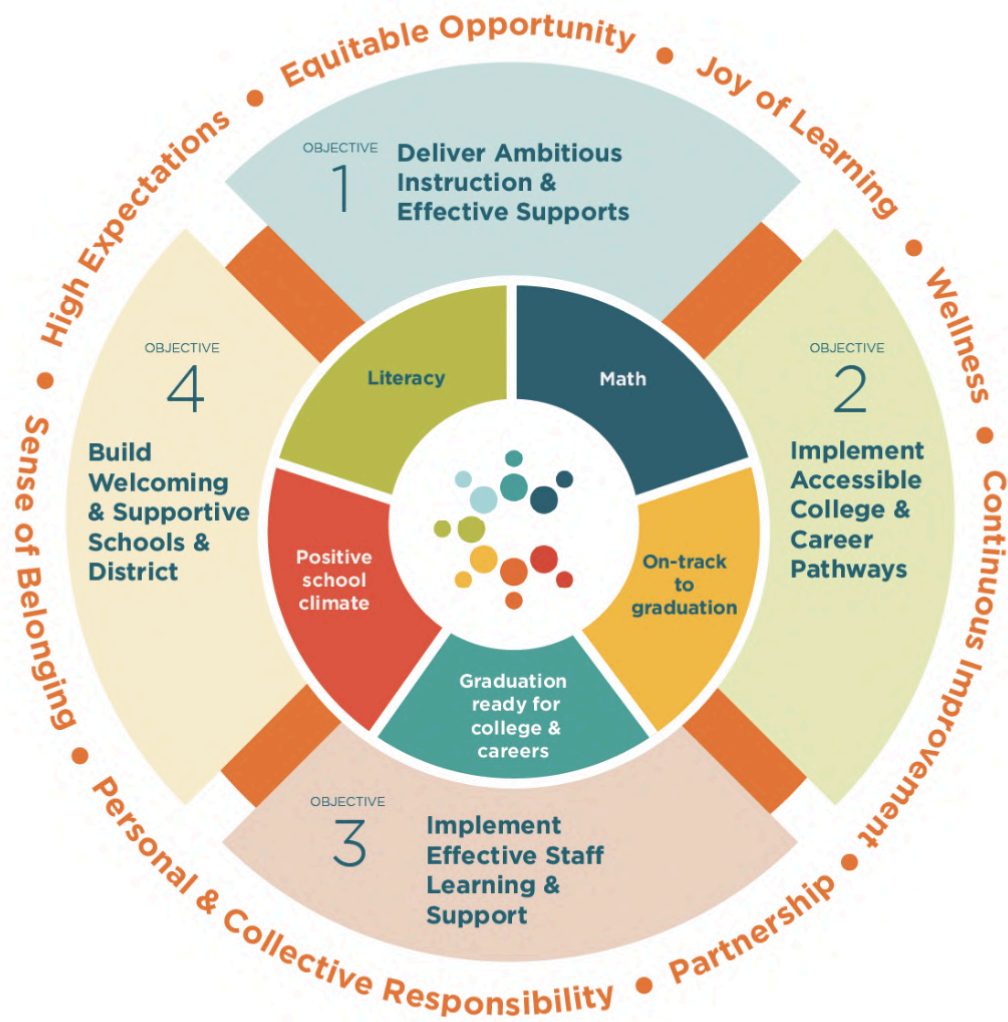 Equitable Opportunity
Joy of Learning
Wellness
Continuous Improvement
Partnership
Personal & Collective Responsibility
Sense of Belonging
High Expectations
OBJECTIVE
1
Deliver Ambitious
Instruction &
Effective Supports
OBJECTIVE
2
Implement
Accessible
College &
Career
Pathways
OBJECTIVE
3
Implement
Effective Staff
Learning &
Support
OBJECTIVE
4
Build
Welcoming
& Supportive
Schools &
District
Literacy
Math
On-track
to
graduation
Graduation
ready for
college &
careers
Positive
school
climate